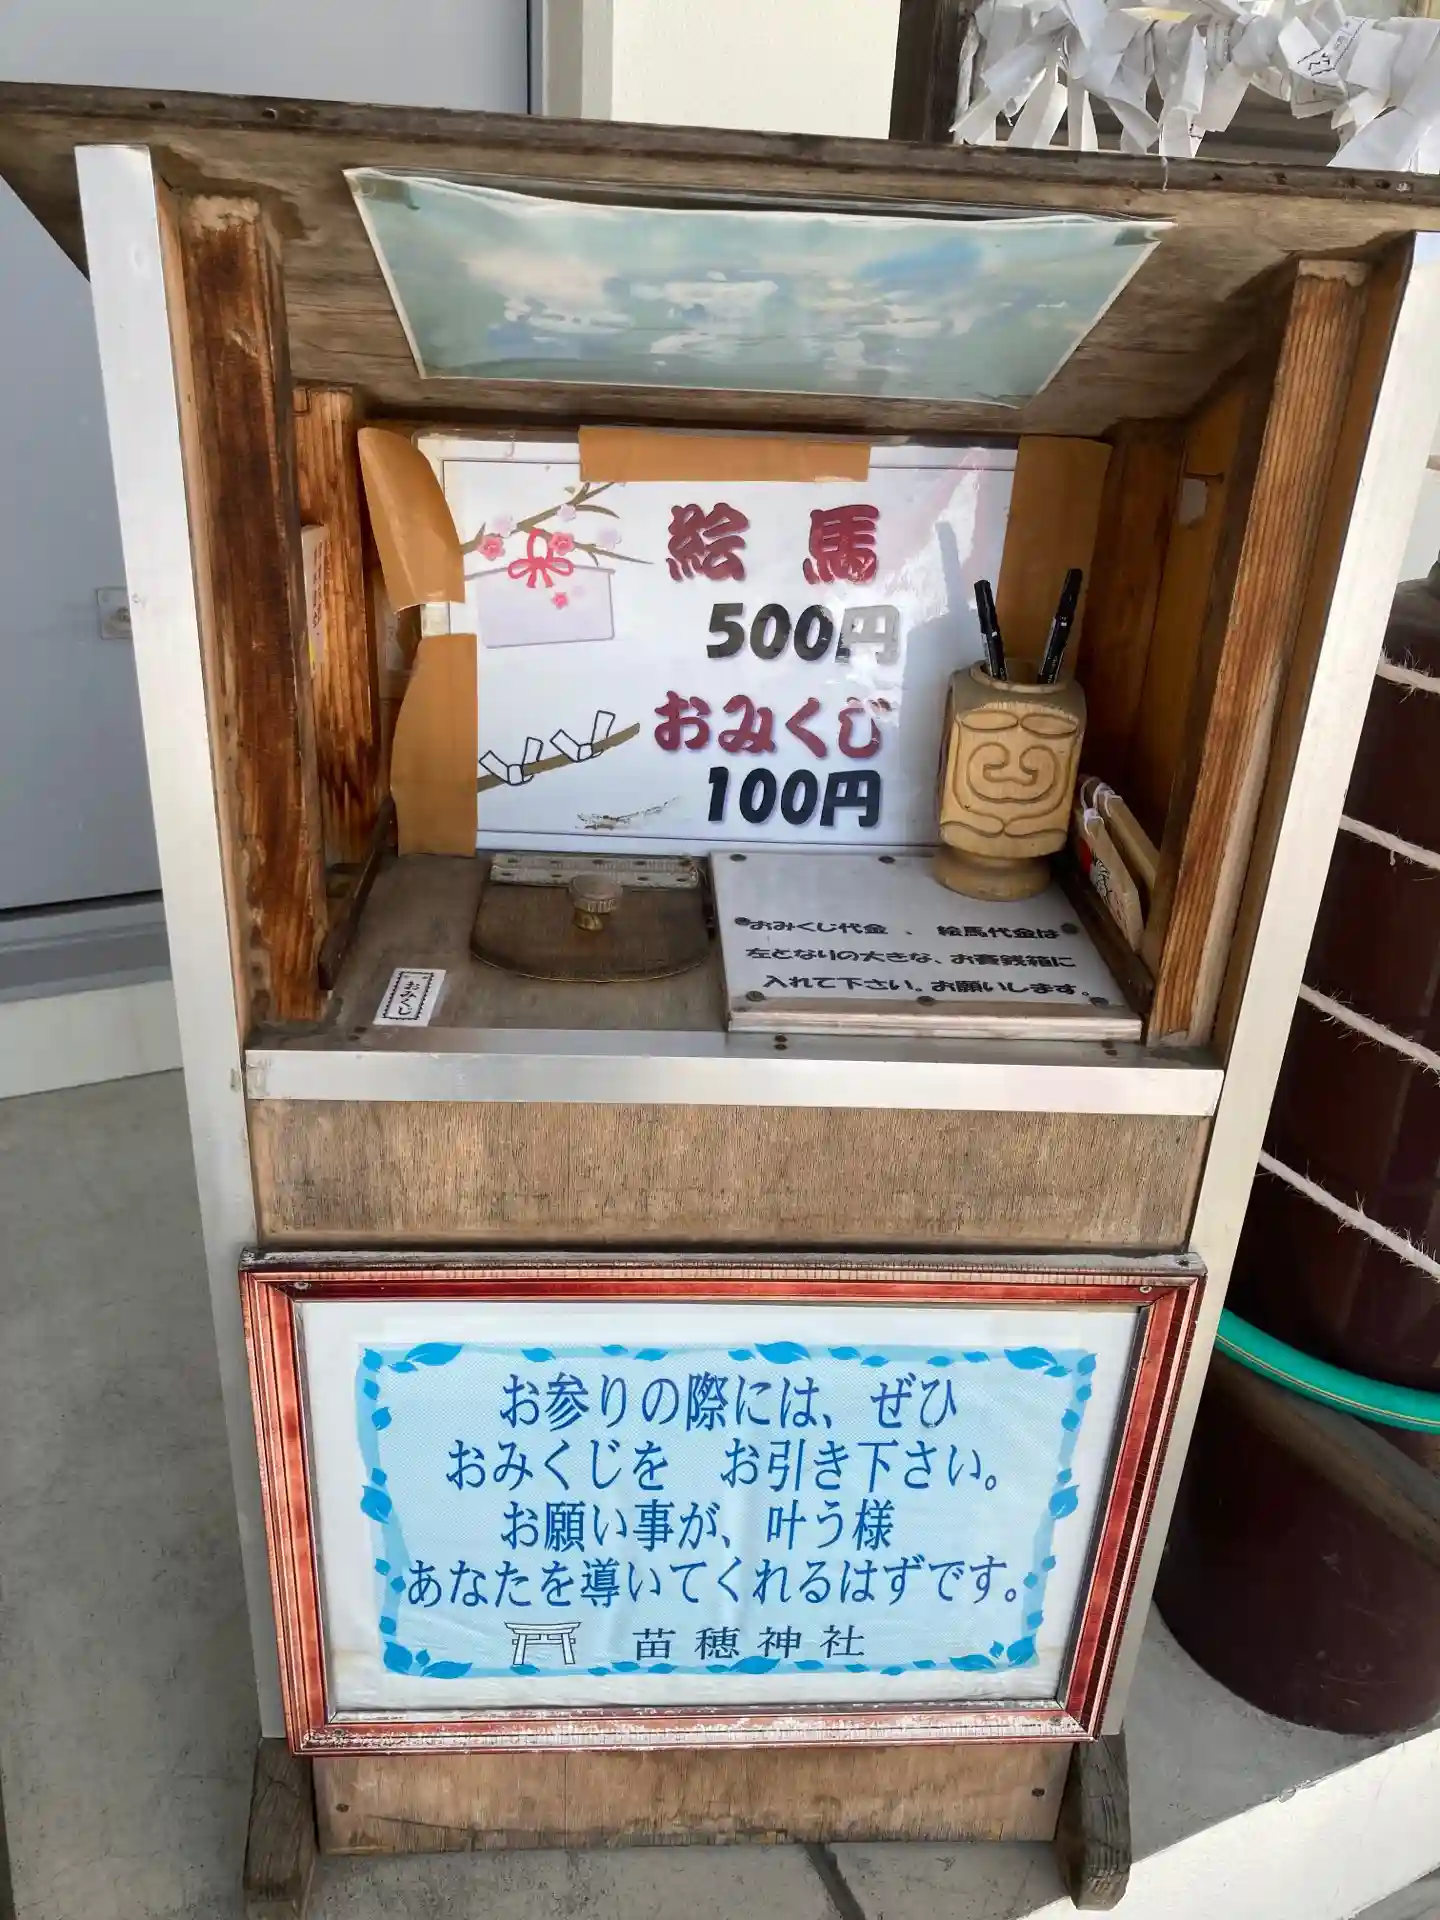 絵馬
500円
おみくじ
100円
おみくじ代金 、 絵馬代金は
左となりの大きな、お賽銭箱に
入れて下さい。お願いします。
おみくじ
お参りの際には、ぜひ
おみくじを お引き下さい。
お願い事が、叶う様
あなたを導いてくれるはずです。
苗穂神社